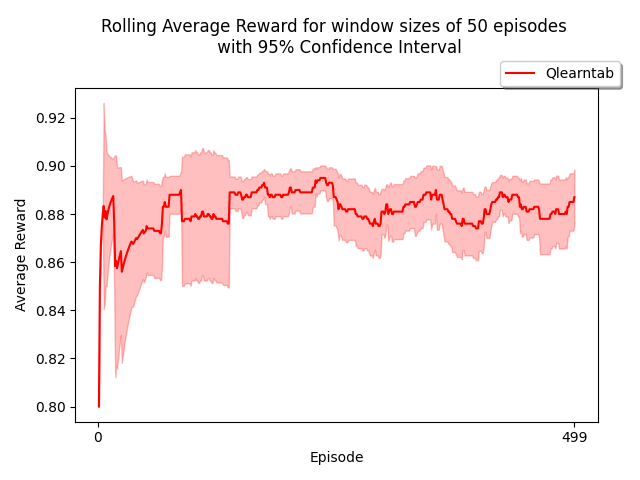 Rolling Average Reward for window sizes of 50 episodes
with 95% Confidence Interval
Qlearntab
0.92
0.90
0.88
0.86
0.84
0.82
0.80
Average Reward
0
499
Episode